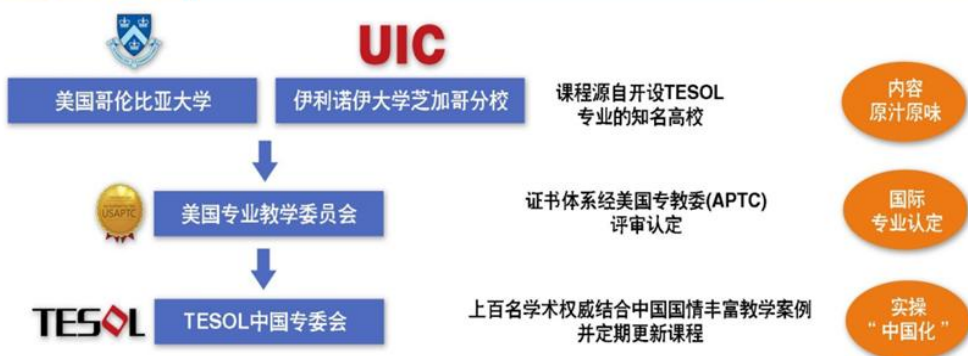 UIC
美国哥伦比亚大学
伊利诺伊大学芝加哥分校
课程源自开设TESOL
专业的知名高校
内容
原汁原味
USAPTC
美国专业教学委员会
证书体系经美国专教委(APTC)
评审认定
国际
专业认定
TESOL
TESOL中国专委会
上百名学术权威结合中国国情丰富教学案例
并定期更新课程
实操
“中国化”